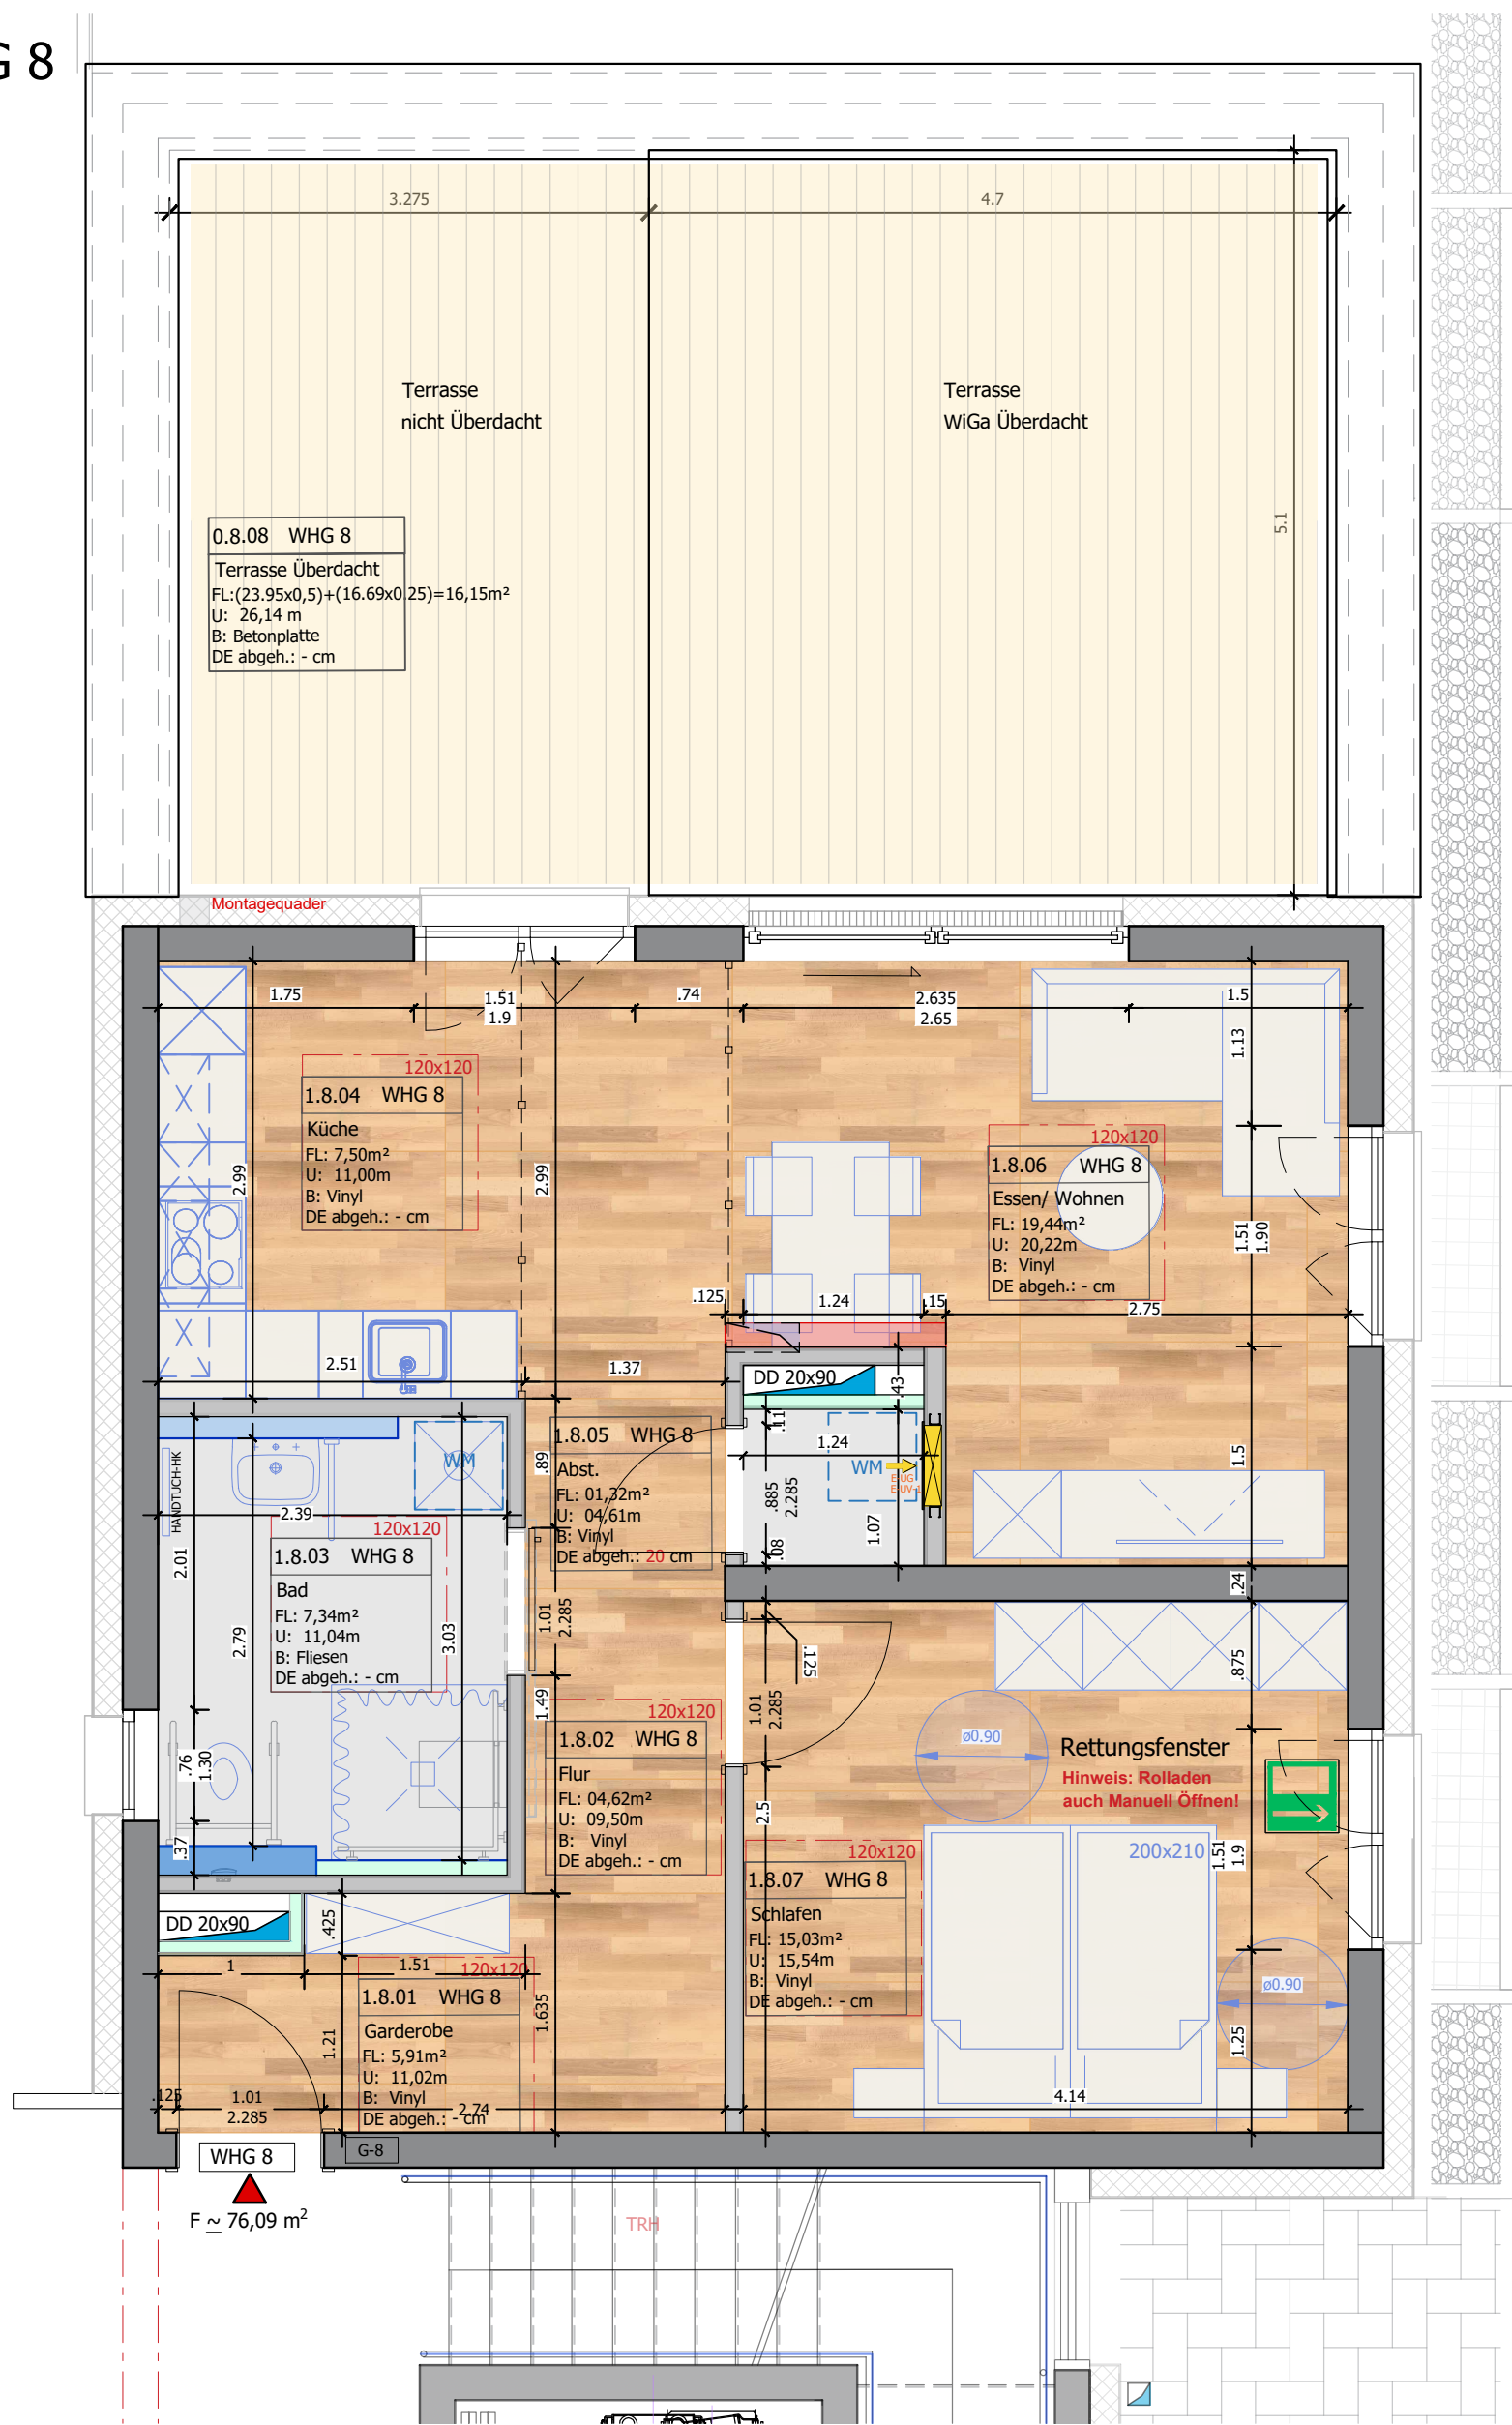 G 8
3.275
4.7
5.1
Terrasse
nicht Überdacht
Terrasse
WiGa Überdacht
0.8.08 WHG 8
Terrasse Überdacht
FL:(23.95x0,5)+(16.69x0.25)=16,15m²
U: 26,14 m
B: Betonplatte
DE abgeh.: - cm
Montagequader
1.75
1.51
1.9
.74
2.635
2.65
1.5
1.13
120x120
1.8.04 WHG 8
Küche
FL: 7,50m²
U: 11,00m
B: Vinyl
DE abgeh.: - cm
2.99
2.99
120x120
1.8.06 WHG 8
Essen/ Wohnen
FL: 19,44m²
U: 20,22m
B: Vinyl
DE abgeh.: - cm
1.51
1.90
.125
1.24
.15
2.75
2.51
1.37
DD 20x90
.43
.11
1.8.05 WHG 8
Abst.
FL: 01,32m²
U: 04,61m
B: Vinyl
DE abgeh.: 20 cm
.89
1.24
WM
.885
2.285
1.07
.08
1.5
.24
HANDTUCH-HK
WM
2.39
120x120
1.8.03 WHG 8
Bad
FL: 7,34m²
U: 11,04m
B: Fliesen
DE abgeh.: - cm
2.01
2.79
3.03
1.01
2.285
.125
.875
1.49
120x120
1.8.02 WHG 8
Flur
FL: 04,62m²
U: 09,50m
B: Vinyl
DE abgeh.: - cm
1.01
2.285
ø0.90
Rettungsfenster
Hinweis: Rolladen
auch Manuell Öffnen!
.76
1.30
.37
2.5
120x120
1.8.07 WHG 8
Schlafen
FL: 15,03m²
U: 15,54m
B: Vinyl
DE abgeh.: - cm
200x210
1.51
1.9
DD 20x90
.425
1
1.51
120x120
1.8.01 WHG 8
Garderobe
FL: 5,91m²
U: 11,02m
B: Vinyl
DE abgeh.: - cm
1.635
1.21
ø0.90
1.25
.125
1.01
2.285
2.74
4.14
WHG 8
G-8
F ~ 76,09 m²
TRH